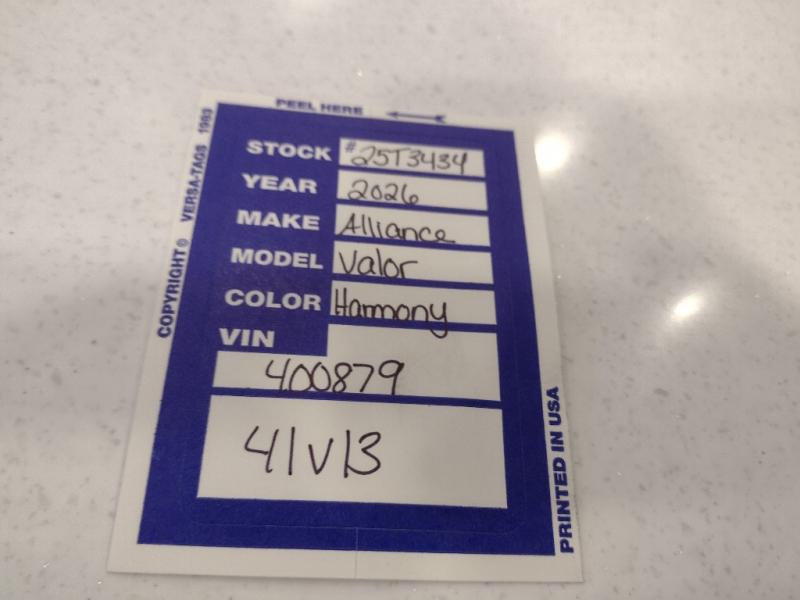 PEEL HERE
STOCK #25T3434
YEAR 2026
MAKE Alliance
MODEL Valor
COLOR Harmony
VIN
400879
41V13
COPYRIGHT © VERSA-TAGS 1983
PRINTED IN USA